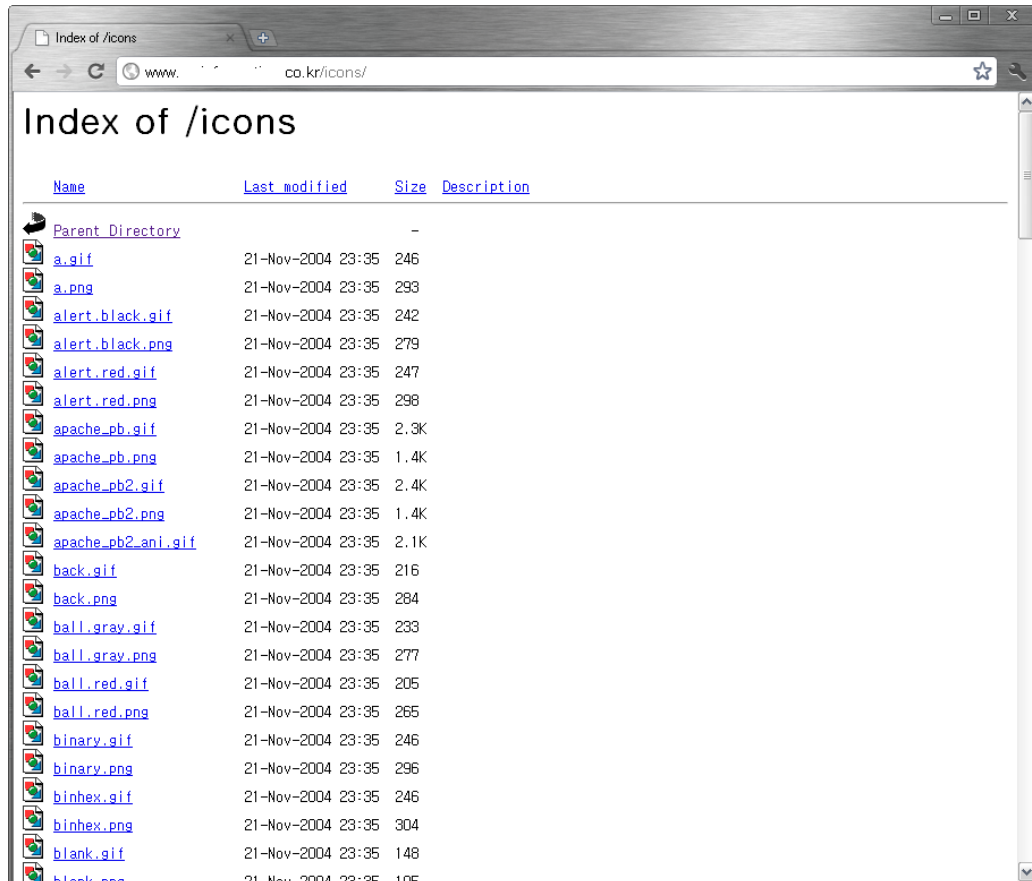 Index of /icons
www. co.kr/icons/
Index of /icons
Name Last modified Size Description
Parent Directory -
a.gif 21-Nov-2004 23:35 246
a.png 21-Nov-2004 23:35 293
alert.black.gif 21-Nov-2004 23:35 242
alert.black.png 21-Nov-2004 23:35 279
alert.red.gif 21-Nov-2004 23:35 247
alert.red.png 21-Nov-2004 23:35 298
apache_pb.gif 21-Nov-2004 23:35 2.3K
apache_pb.png 21-Nov-2004 23:35 1.4K
apache_pb2.gif 21-Nov-2004 23:35 2.4K
apache_pb2.png 21-Nov-2004 23:35 1.4K
apache_pb2_ani.gif 21-Nov-2004 23:35 2.1K
back.gif 21-Nov-2004 23:35 216
back.png 21-Nov-2004 23:35 284
ball.gray.gif 21-Nov-2004 23:35 233
ball.gray.png 21-Nov-2004 23:35 277
ball.red.gif 21-Nov-2004 23:35 205
ball.red.png 21-Nov-2004 23:35 265
binary.gif 21-Nov-2004 23:35 246
binary.png 21-Nov-2004 23:35 296
binhex.gif 21-Nov-2004 23:35 246
binhex.png 21-Nov-2004 23:35 304
blank.gif 21-Nov-2004 23:35 148